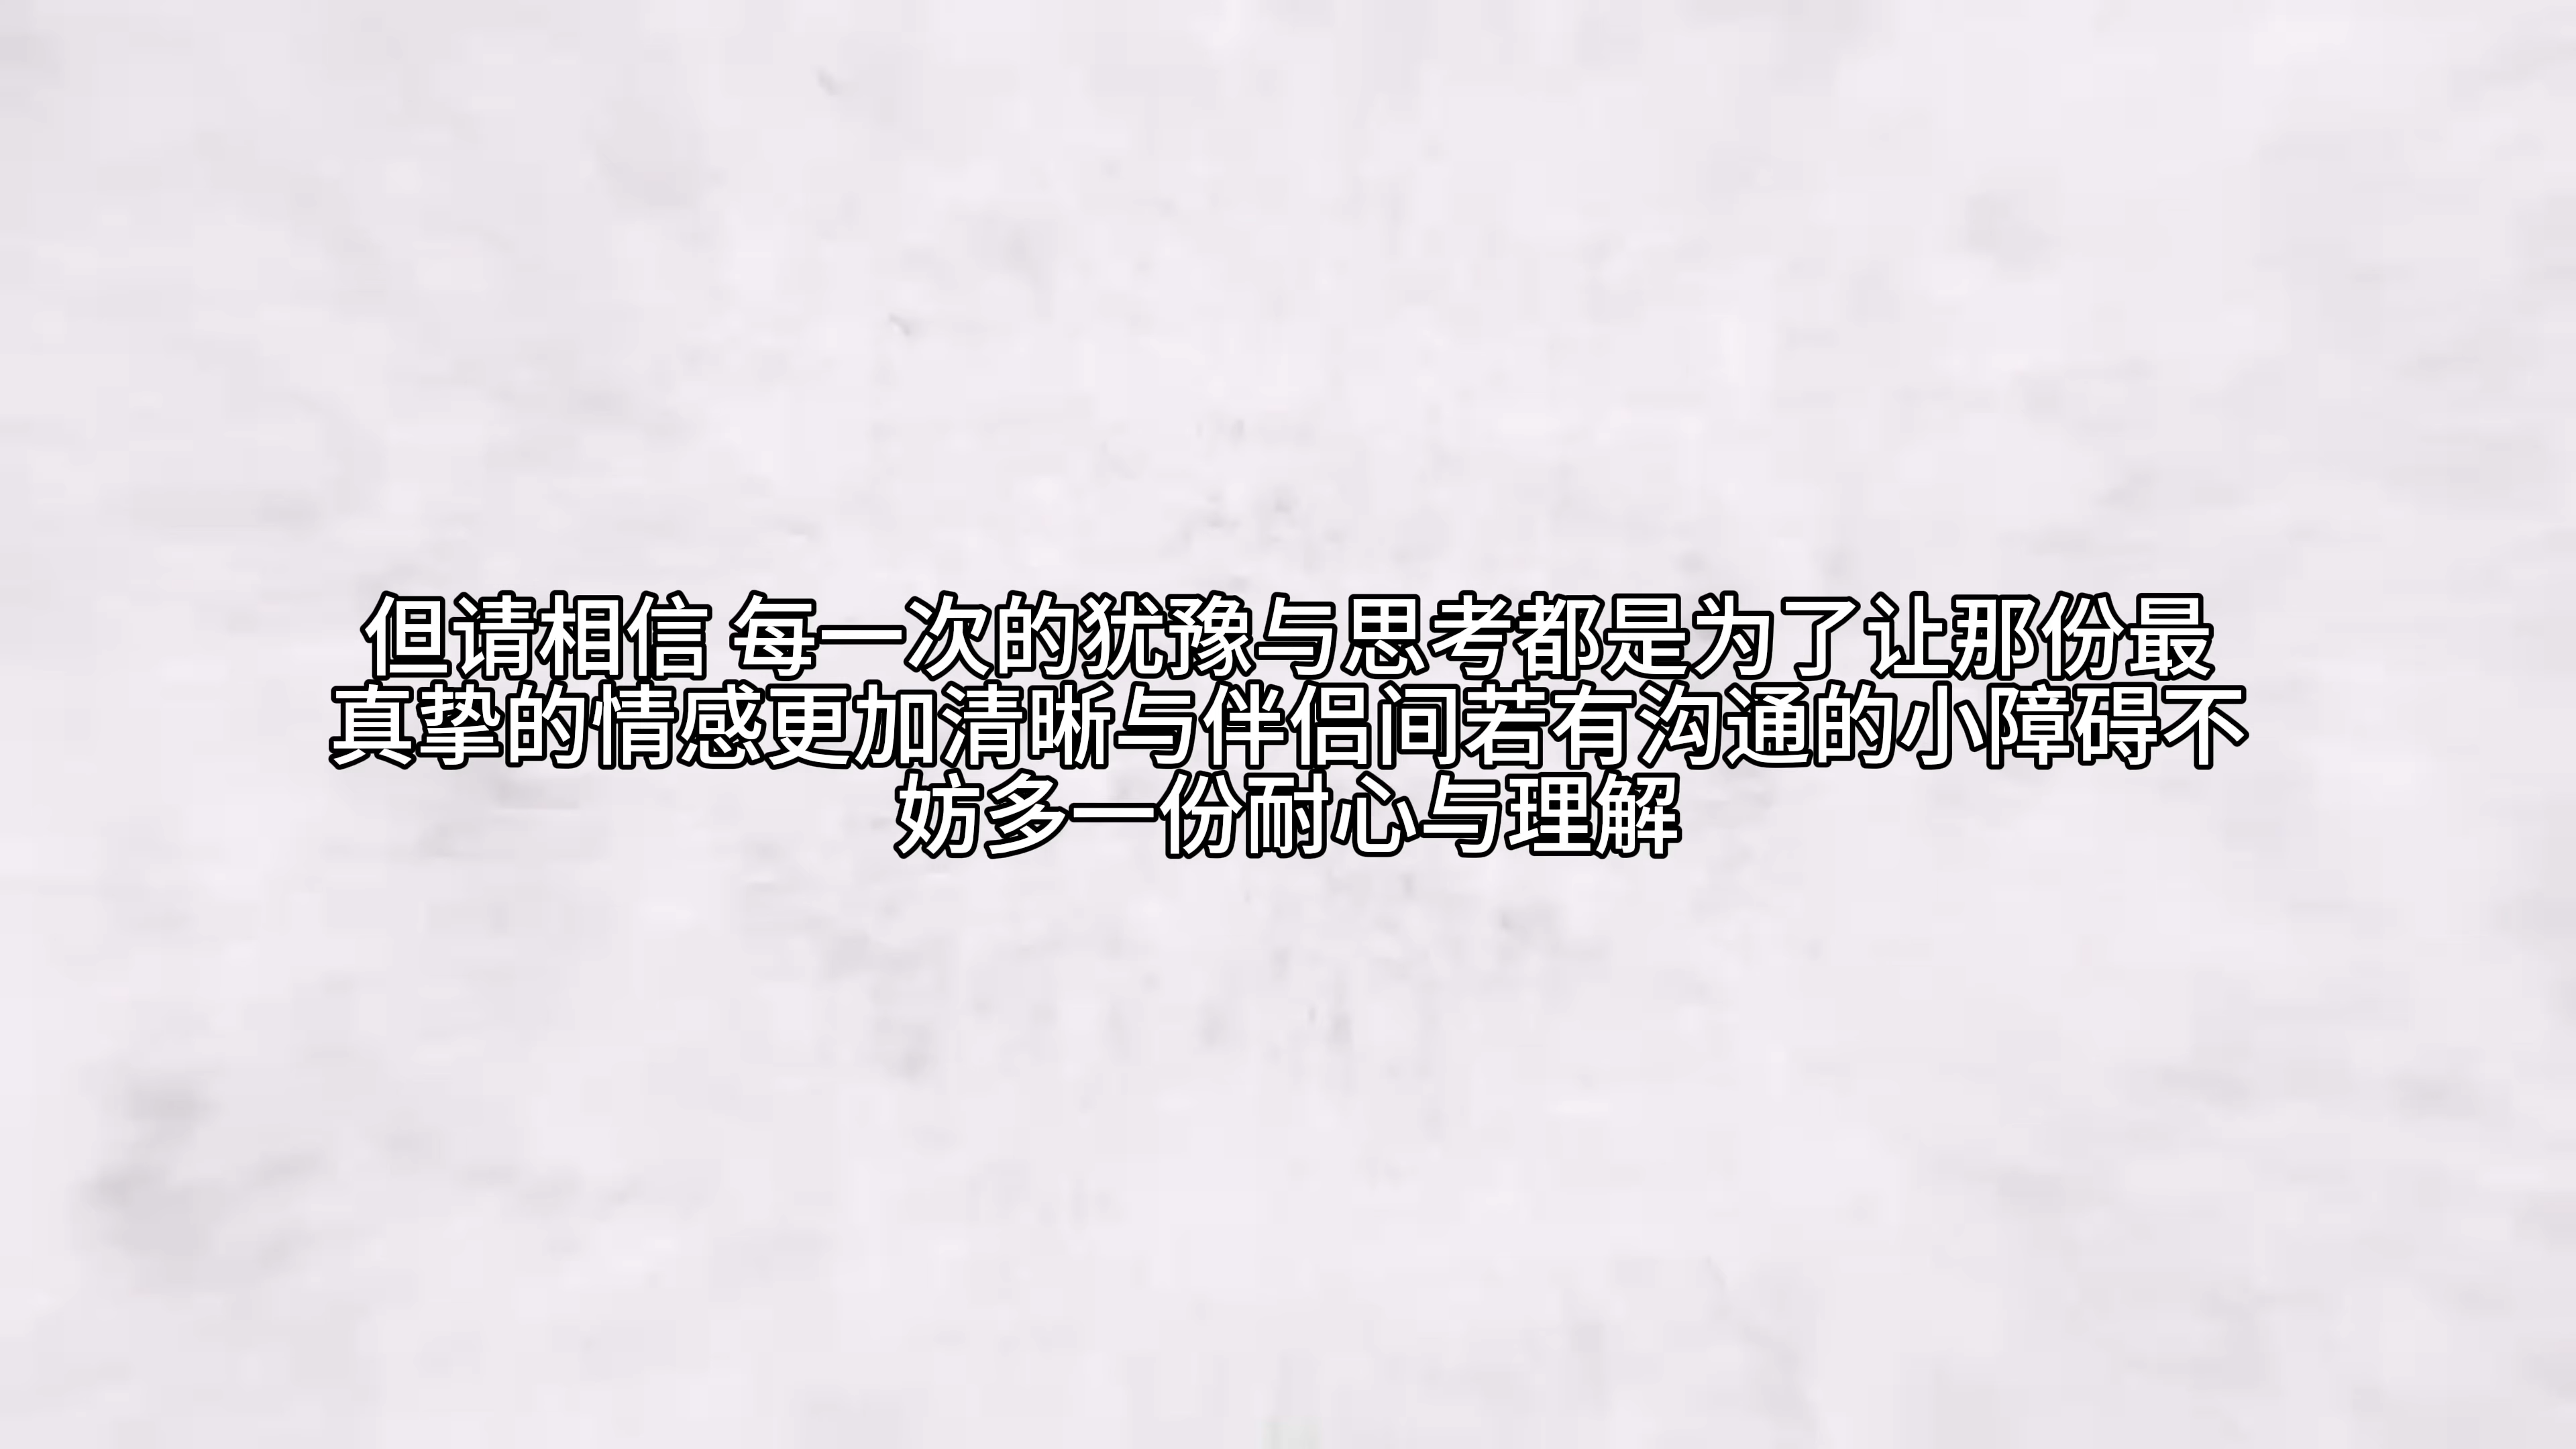 但请相信 每一次的犹豫与思考都是为了让那份最
真挚的情感更加清晰与伴侣间若有沟通的小障碍不
妨多一份耐心与理解